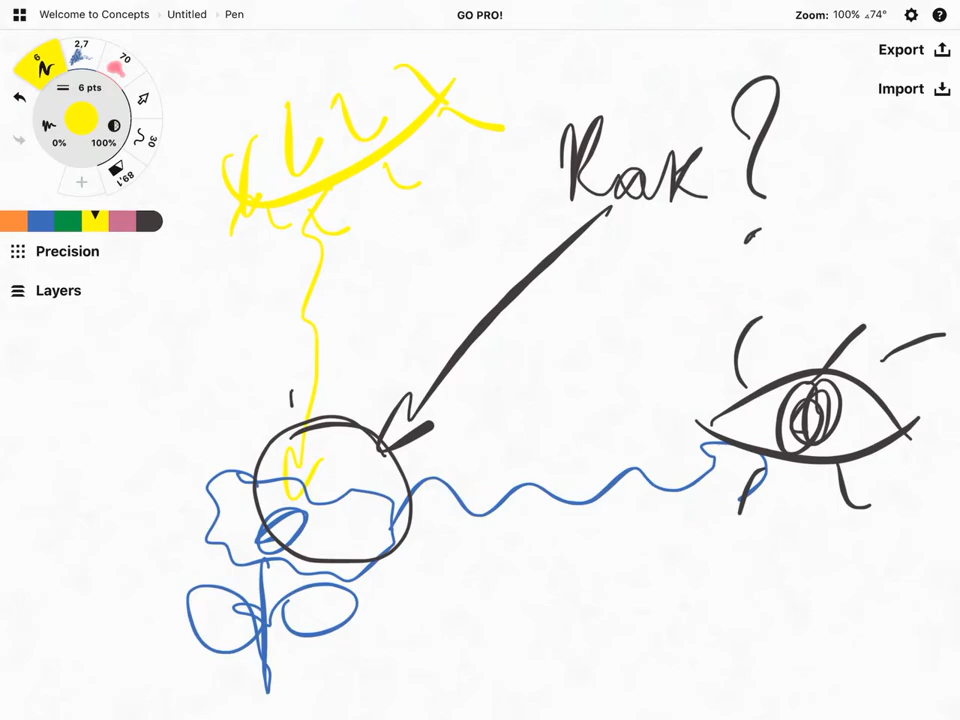 Welcome to Concepts › Untitled › Pen GO PRO! Zoom: 100% ⦟74°
2,7
6
70
Export
6 pts
Import
30
0% 100%
89,1
Как ?
Precision
Layers